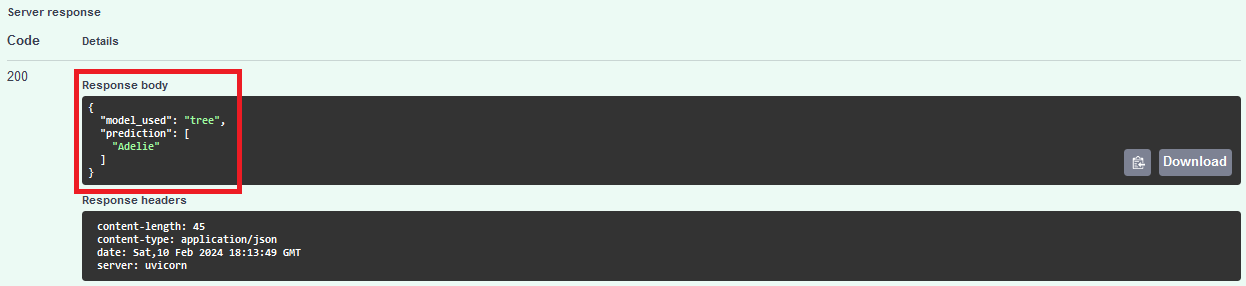 Server response
Code Details
200
Response body
{
  "model_used": "tree",
  "prediction": [
    "Adelie"
  ]
}
Download
Response headers
content-length: 45
content-type: application/json
date: Sat,10 Feb 2024 18:13:49 GMT
server: uvicorn